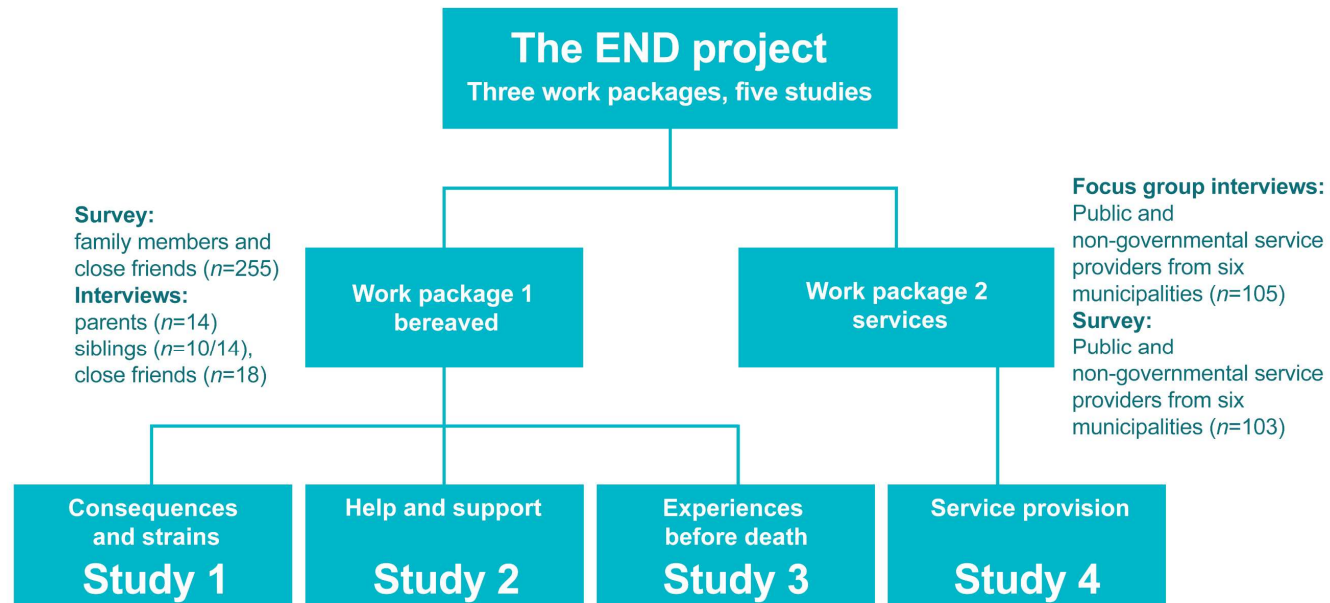 The END project
Three work packages, five studies
Survey:
family members and
close friends (n=255)
Interviews:
parents (n=14)
siblings (n=10/14),
close friends (n=18)
Work package 1
bereaved
Work package 2
services
Focus group interviews:
Public and
non-governmental service
providers from six
municipalities (n=105)
Survey:
Public and
non-governmental service
providers from six
municipalities (n=103)
Consequences
and strains
Study 1
Help and support
Study 2
Experiences
before death
Study 3
Service provision
Study 4